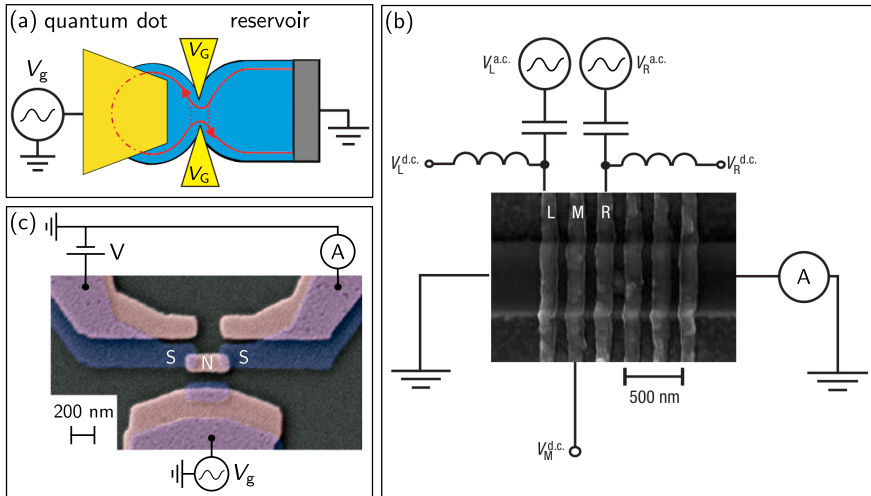 (a) quantum dot reservoir
V_G
V_g
V_G
(b)
V_L^a.c. V_R^a.c.
V_L^d.c. V_R^d.c.
L M R
A
500 nm
V_M^d.c.
(c)
V A
S N S
200 nm
V_g